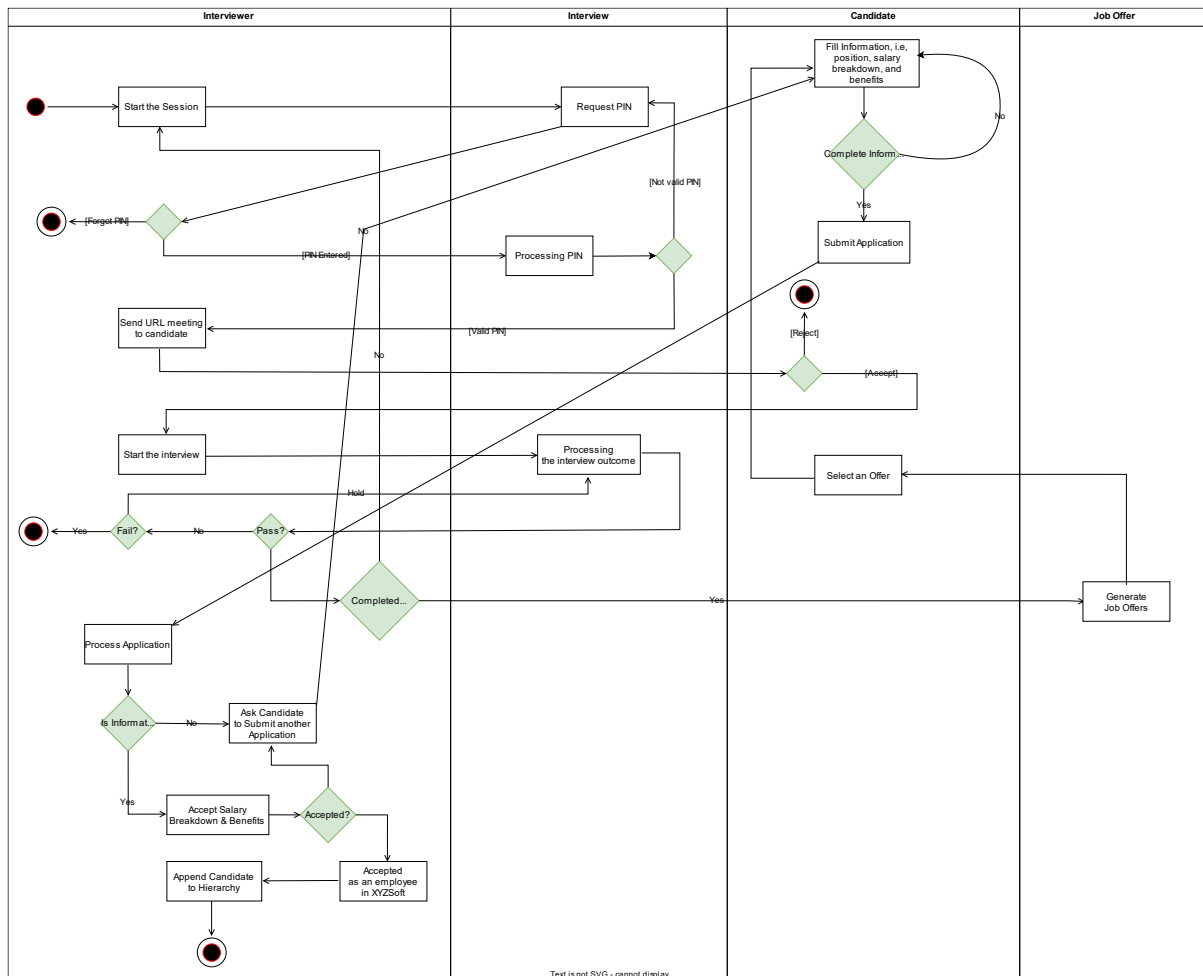 Interviewer
Interview
Candidate
Job Offer
Fill Information, i.e,
position, salary
breakdown, and
benefits
Start the Session
Request PIN
No
Complete Inform...
[Not valid PIN]
Yes
[Forgot PIN]
No
Submit Application
[PIN Entered]
Processing PIN
Send URL meeting
to candidate
[Valid PIN]
[Reject]
No
[Accept]
Start the interview
Processing
the interview outcome
Select an Offer
Hold
Yes
Fail?
No
Pass?
Completed...
Yes
Generate
Job Offers
Process Application
Is Informat...
No
Ask Candidate
to Submit another
Application
Yes
Accept Salary
Breakdown & Benefits
Accepted?
Append Candidate
to Hierarchy
Accepted
as an employee
in XYZSoft
Text is not SVG - cannot display